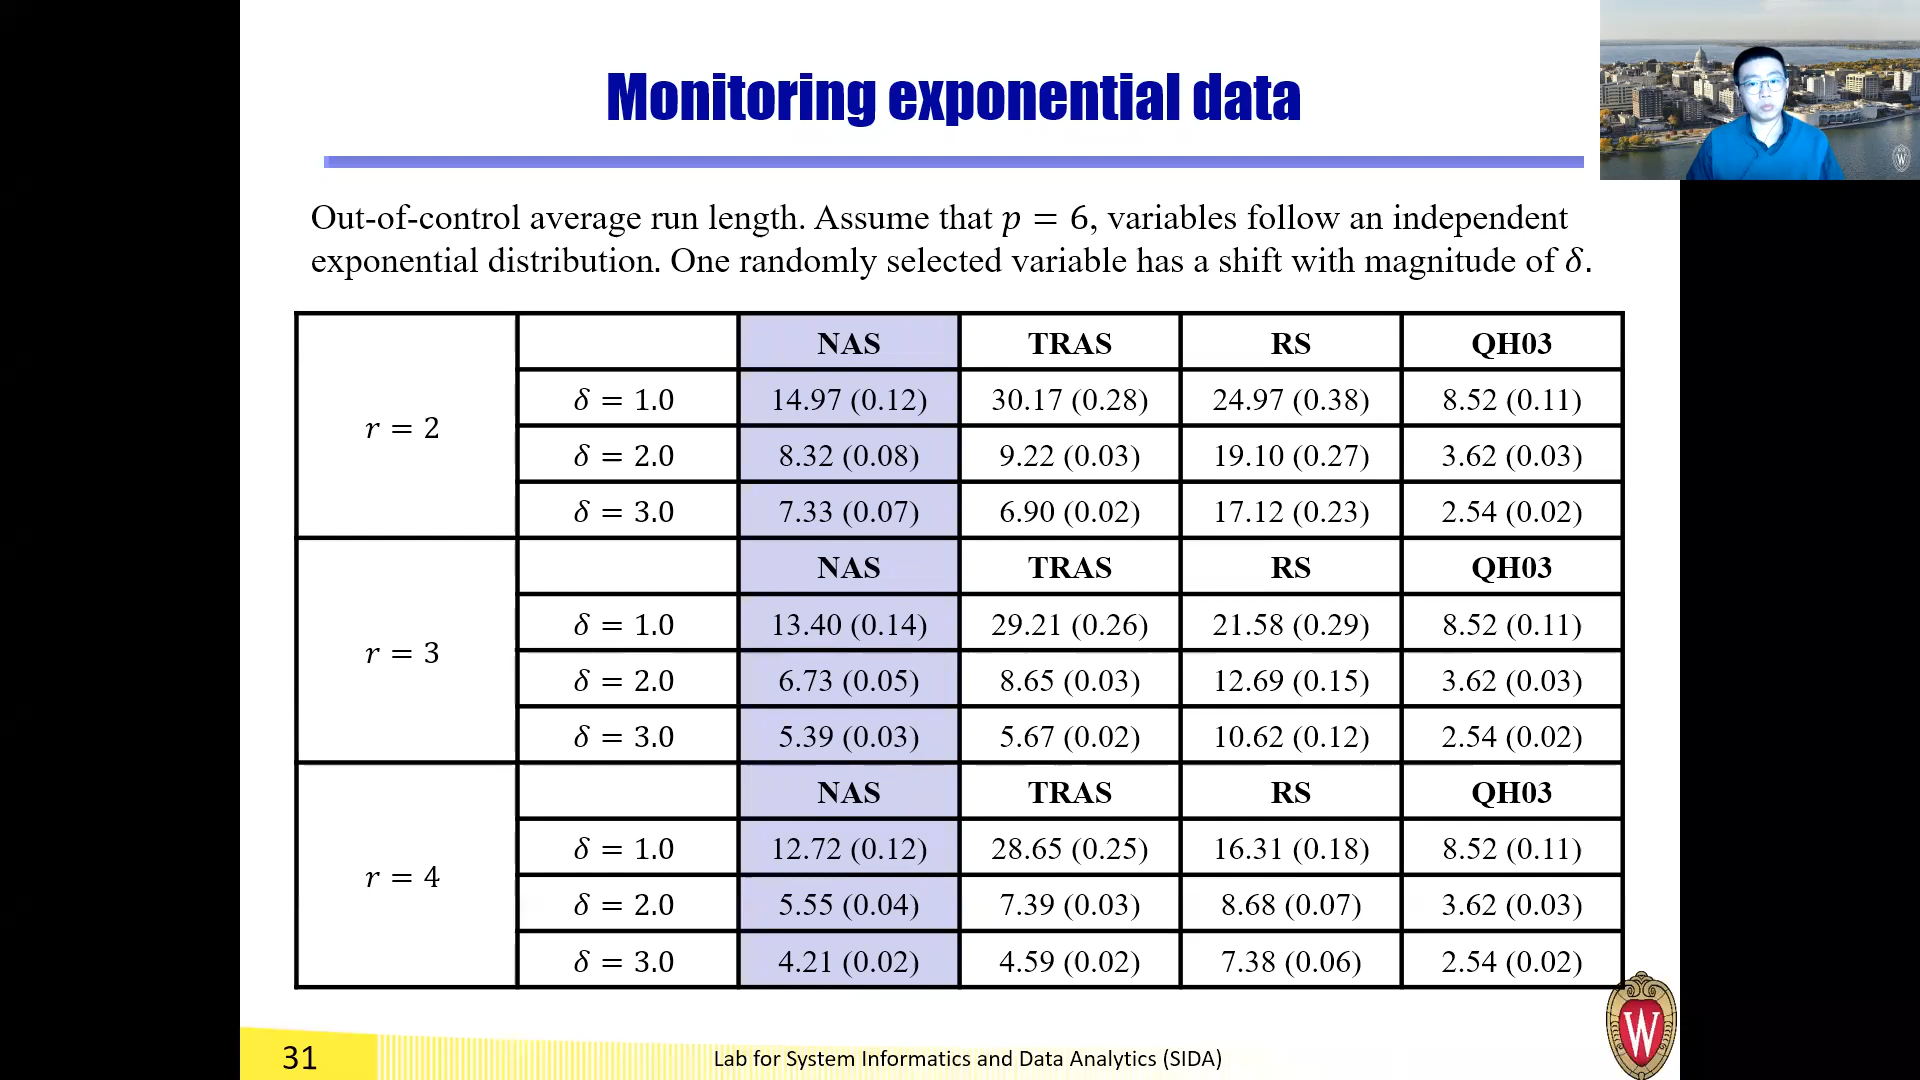 Monitoring exponential data
Out-of-control average run length. Assume that p = 6, variables follow an independent
exponential distribution. One randomly selected variable has a shift with magnitude of δ.
NAS TRAS RS QH03
r = 2
δ = 1.0 14.97 (0.12) 30.17 (0.28) 24.97 (0.38) 8.52 (0.11)
δ = 2.0 8.32 (0.08) 9.22 (0.03) 19.10 (0.27) 3.62 (0.03)
δ = 3.0 7.33 (0.07) 6.90 (0.02) 17.12 (0.23) 2.54 (0.02)
NAS TRAS RS QH03
r = 3
δ = 1.0 13.40 (0.14) 29.21 (0.26) 21.58 (0.29) 8.52 (0.11)
δ = 2.0 6.73 (0.05) 8.65 (0.03) 12.69 (0.15) 3.62 (0.03)
δ = 3.0 5.39 (0.03) 5.67 (0.02) 10.62 (0.12) 2.54 (0.02)
NAS TRAS RS QH03
r = 4
δ = 1.0 12.72 (0.12) 28.65 (0.25) 16.31 (0.18) 8.52 (0.11)
δ = 2.0 5.55 (0.04) 7.39 (0.03) 8.68 (0.07) 3.62 (0.03)
δ = 3.0 4.21 (0.02) 4.59 (0.02) 7.38 (0.06) 2.54 (0.02)
31
Lab for System Informatics and Data Analytics (SIDA)
W
W